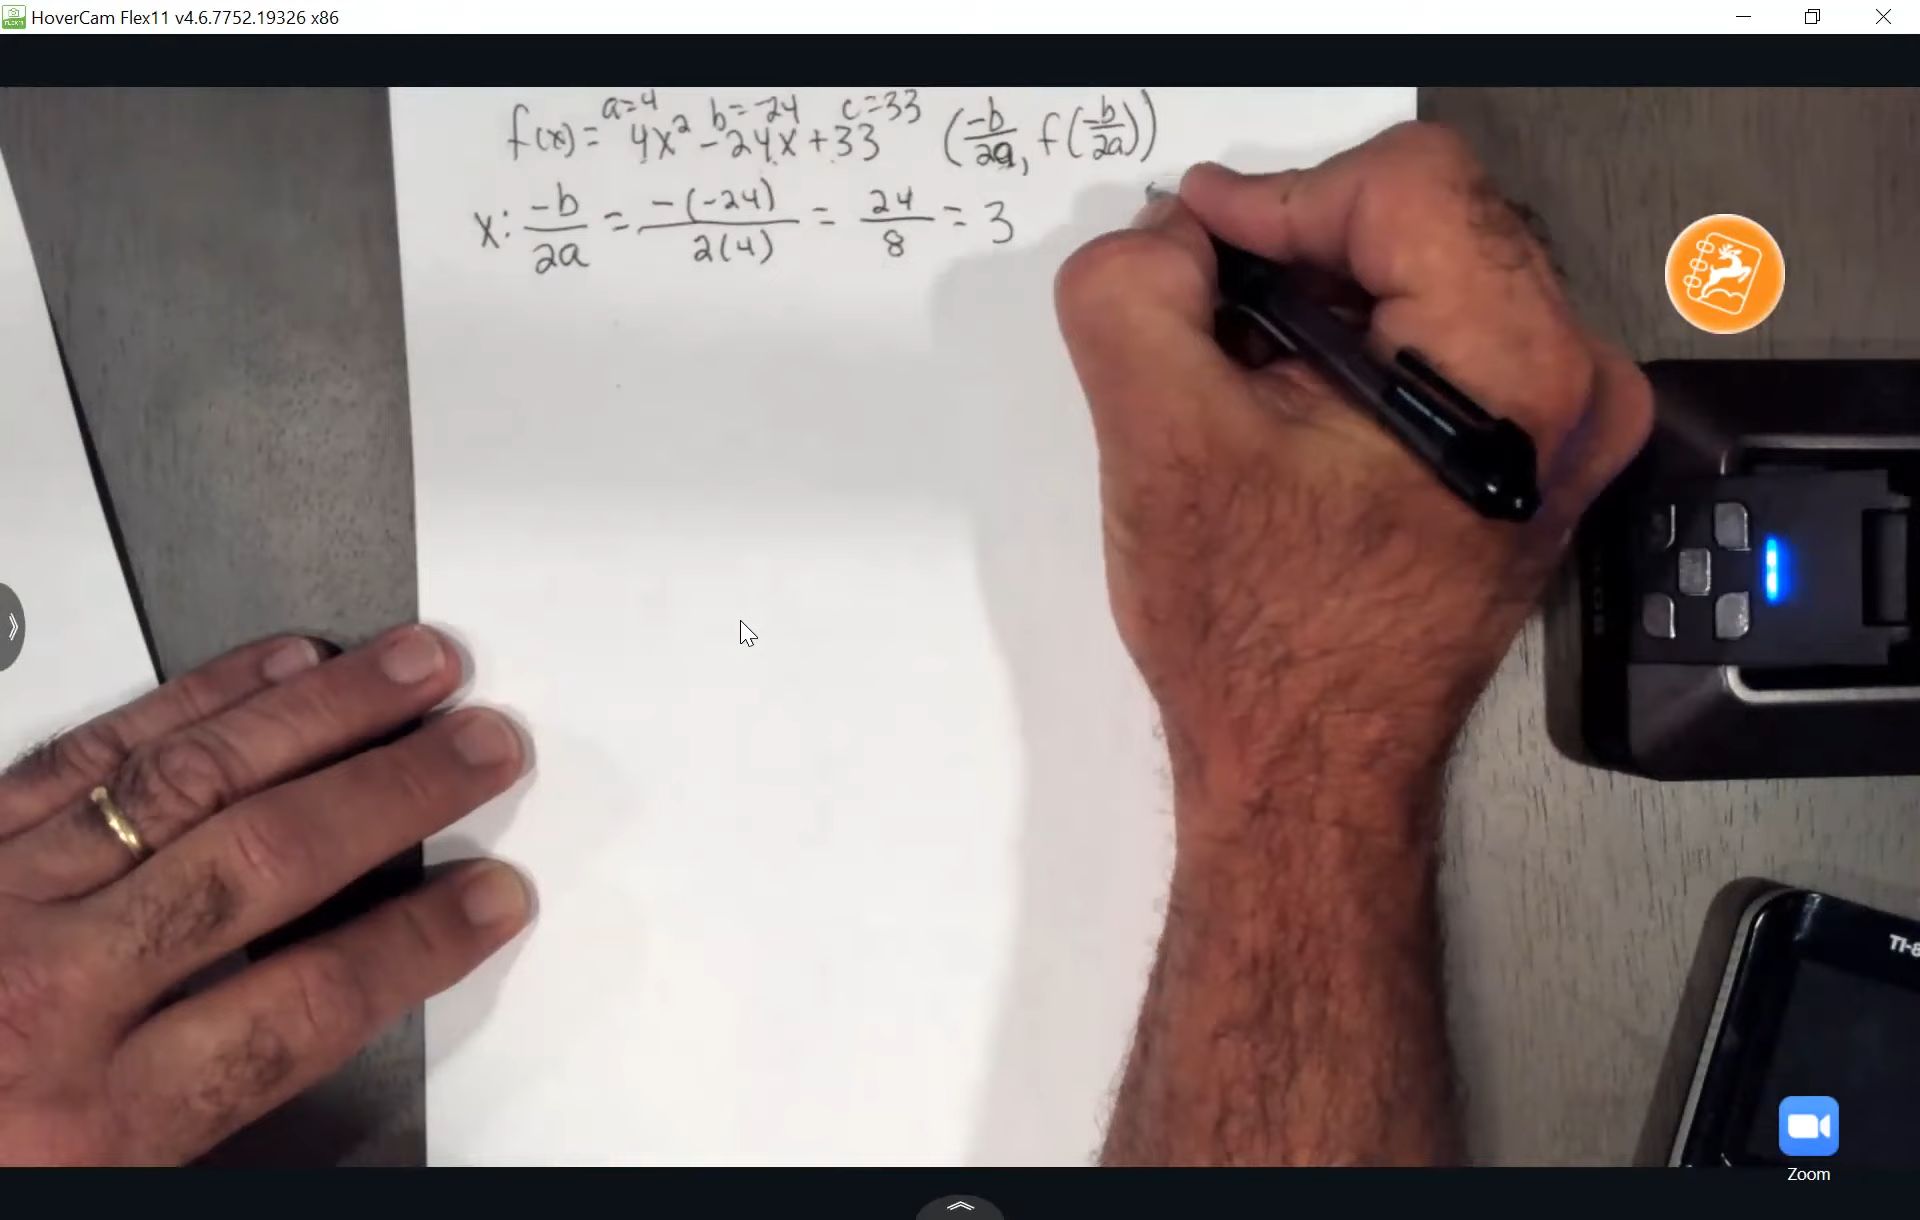 HoverCam Flex11 v4.6.7752.19326 x86
a=4 b=-24 c=33
f(x)= 4x² -24x+33 (-b/2a, f(-b/2a))
x: -b/2a = -(-24)/2(4) = 24/8 = 3
Zoom